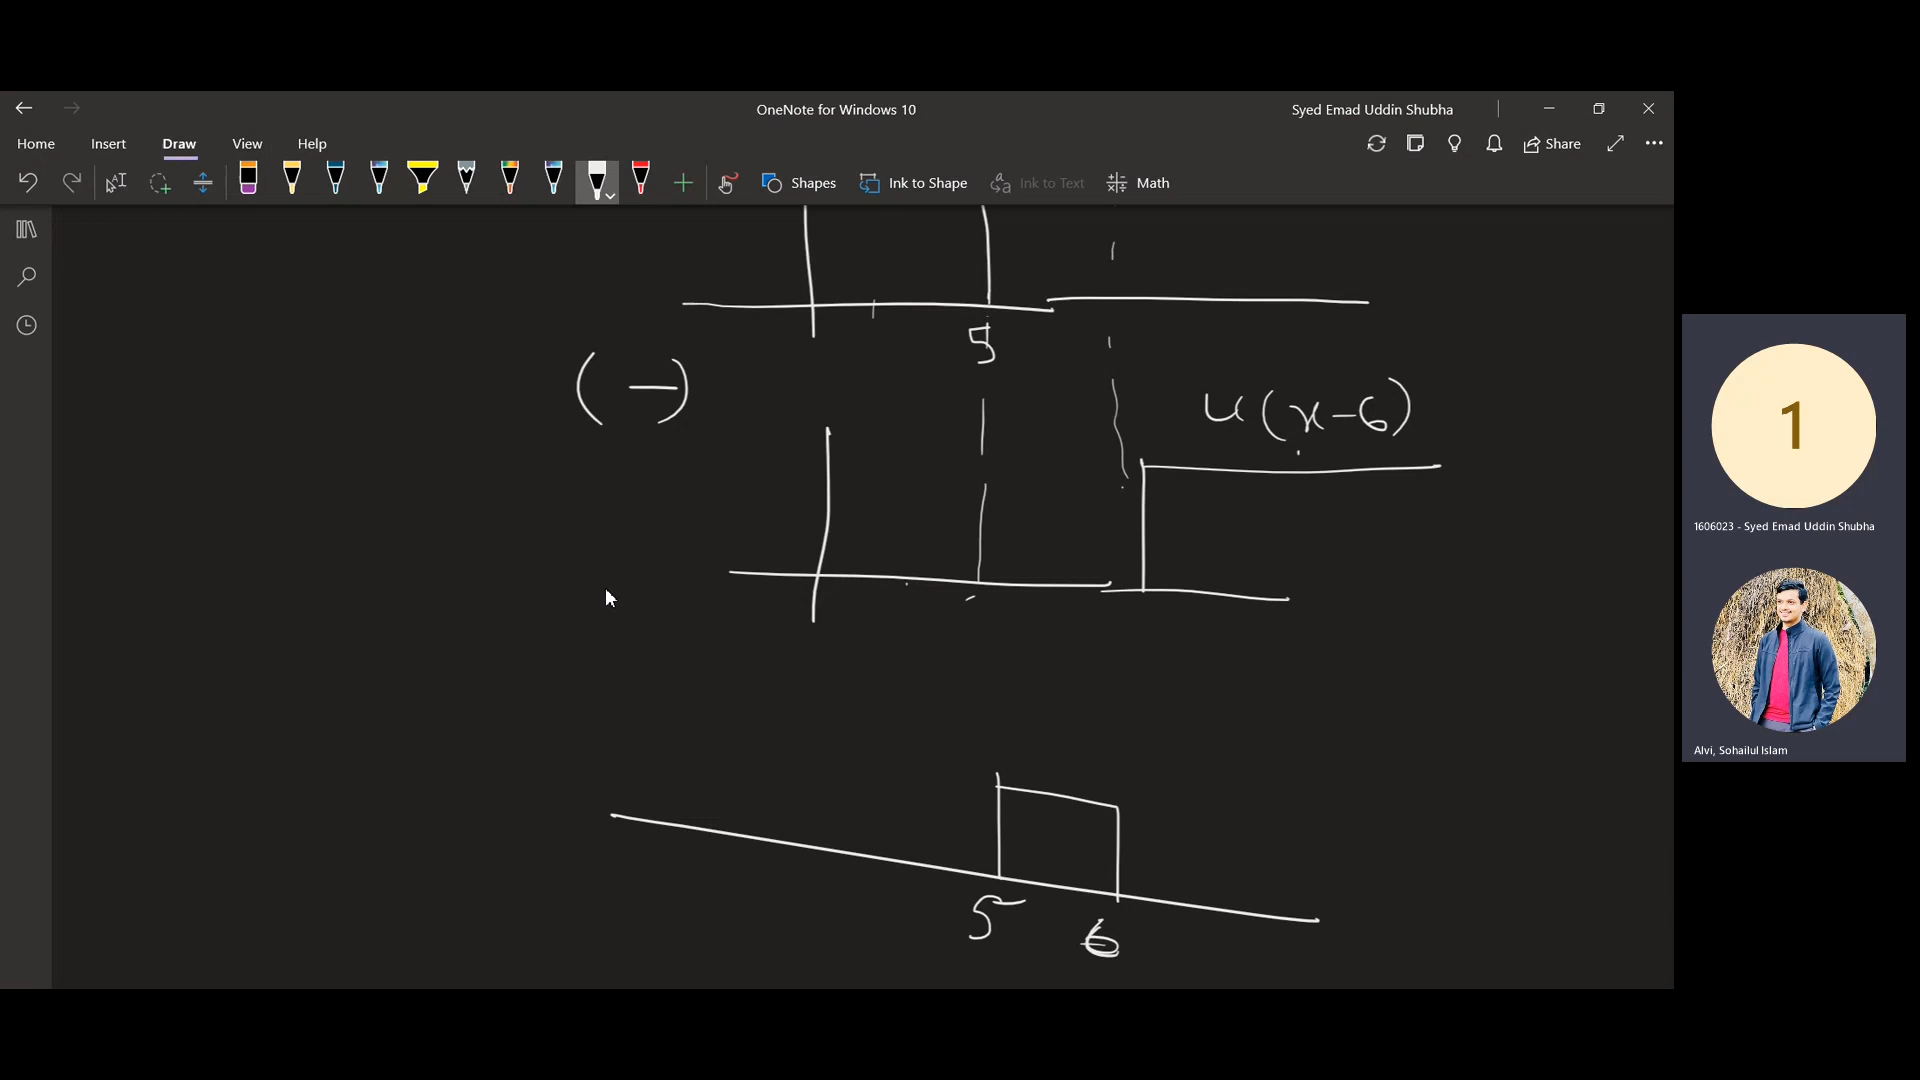 OneNote for Windows 10
Syed Emad Uddin Shubha
Home Insert Draw View Help
Share
Shapes
Ink to Shape
Ink to Text
Math
5
(-)
u(x-6)
5 6
1
1606023 - Syed Emad Uddin Shubha
Alvi, Sohailul Islam